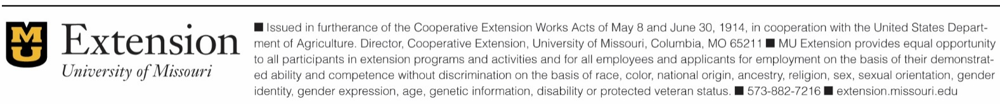 MU
Extension
University of Missouri
■ Issued in furtherance of the Cooperative Extension Works Acts of May 8 and June 30, 1914, in cooperation with the United States Depart-
ment of Agriculture. Director, Cooperative Extension, University of Missouri, Columbia, MO 65211 ■ MU Extension provides equal opportunity
to all participants in extension programs and activities and for all employees and applicants for employment on the basis of their demonstrat-
ed ability and competence without discrimination on the basis of race, color, national origin, ancestry, religion, sex, sexual orientation, gender
identity, gender expression, age, genetic information, disability or protected veteran status. ■ 573-882-7216 ■ extension.missouri.edu